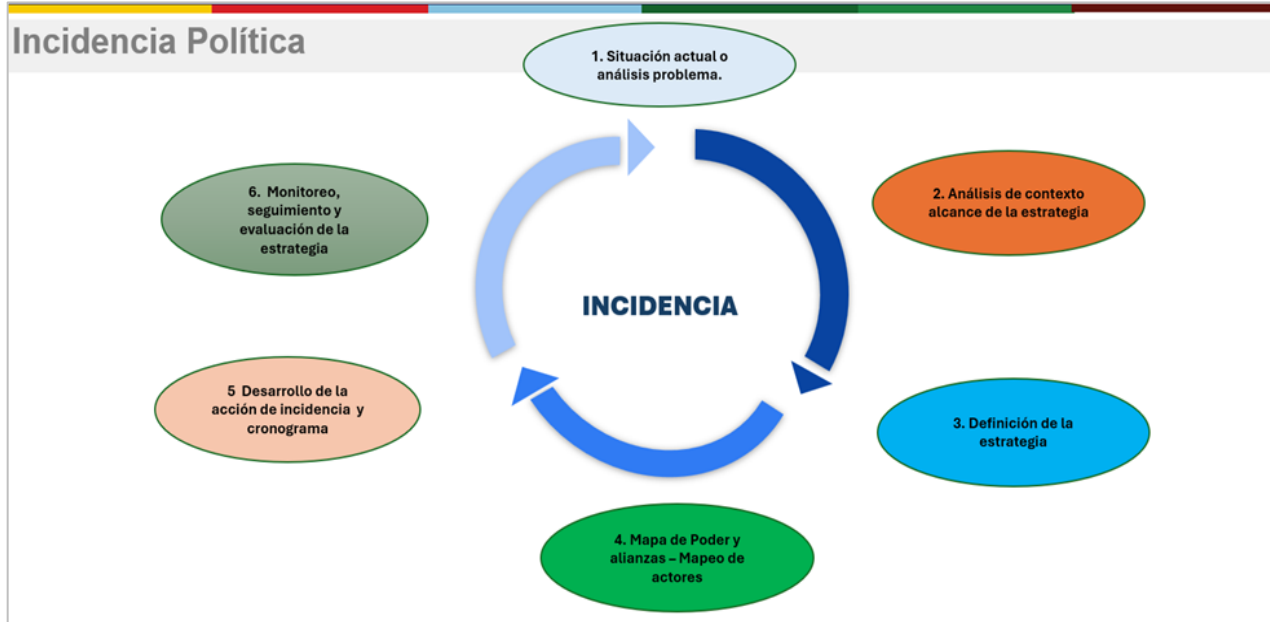 Incidencia Política
1. Situación actual o
análisis problema.
2. Análisis de contexto
alcance de la estrategia
3. Definición de la
estrategia
4. Mapa de Poder y
alianzas – Mapeo de
actores
5 Desarrollo de la
acción de incidencia y
cronograma
6. Monitoreo,
seguimiento y
evaluación de la
estrategia
INCIDENCIA